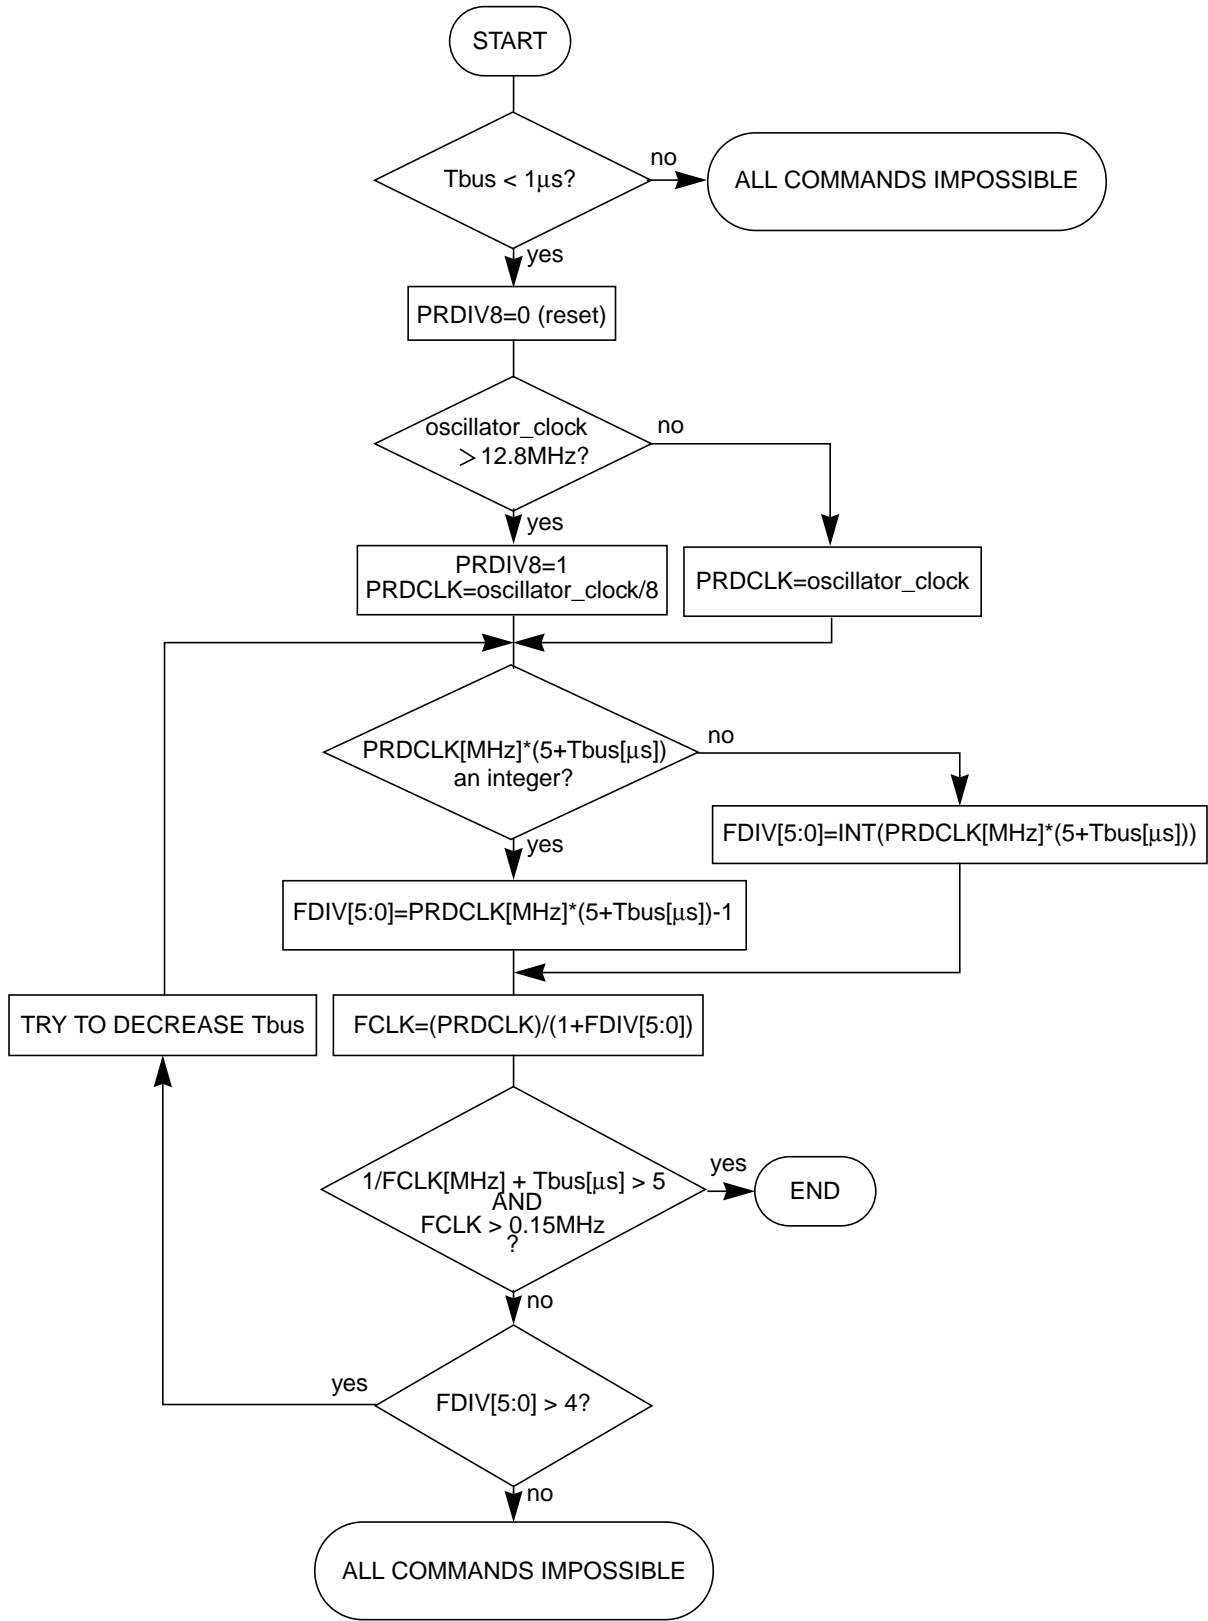 START
Tbus < 1μs?
no
ALL COMMANDS IMPOSSIBLE
yes
PRDIV8=0 (reset)
oscillator_clock
>12.8MHz?
no
yes
PRDIV8=1
PRDCLK=oscillator_clock/8
PRDCLK=oscillator_clock
PRDCLK[MHz]*(5+Tbus[μs])
an integer?
no
yes
FDIV[5:0]=INT(PRDCLK[MHz]*(5+Tbus[μs]))
FDIV[5:0]=PRDCLK[MHz]*(5+Tbus[μs])-1
TRY TO DECREASE Tbus
FCLK=(PRDCLK)/(1+FDIV[5:0])
1/FCLK[MHz] + Tbus[μs] > 5
AND
FCLK > 0.15MHz
?
yes
END
no
yes
FDIV[5:0] > 4?
no
ALL COMMANDS IMPOSSIBLE